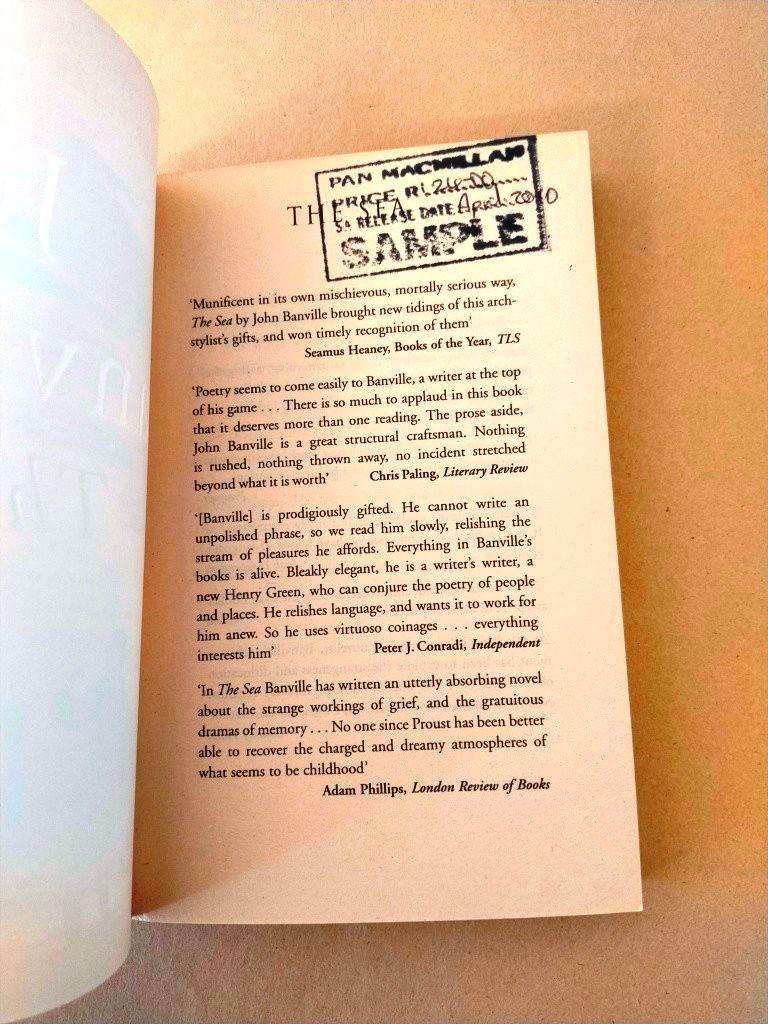 PAN MACMILLAN
PRICE R
SA RELEASE DATE April 2010
SAMPLE
THE SEA
‘Munificent in its own mischievous, mortally serious way,
The Sea by John Banville brought new tidings of this arch-
stylist’s gifts, and won timely recognition of them’
Seamus Heaney, Books of the Year, TLS
‘Poetry seems to come easily to Banville, a writer at the top
of his game . . . There is so much to applaud in this book
that it deserves more than one reading. The prose aside,
John Banville is a great structural craftsman. Nothing
is rushed, nothing thrown away, no incident stretched
beyond what it is worth’ Chris Paling, Literary Review
‘[Banville] is prodigiously gifted. He cannot write an
unpolished phrase, so we read him slowly, relishing the
stream of pleasures he affords. Everything in Banville’s
books is alive. Bleakly elegant, he is a writer’s writer, a
new Henry Green, who can conjure the poetry of people
and places. He relishes language, and wants it to work for
him anew. So he uses virtuoso coinages . . . everything
interests him’ Peter J. Conradi, Independent
‘In The Sea Banville has written an utterly absorbing novel
about the strange workings of grief, and the gratuitous
dramas of memory . . . No one since Proust has been better
able to recover the charged and dreamy atmospheres of
what seems to be childhood’
Adam Phillips, London Review of Books